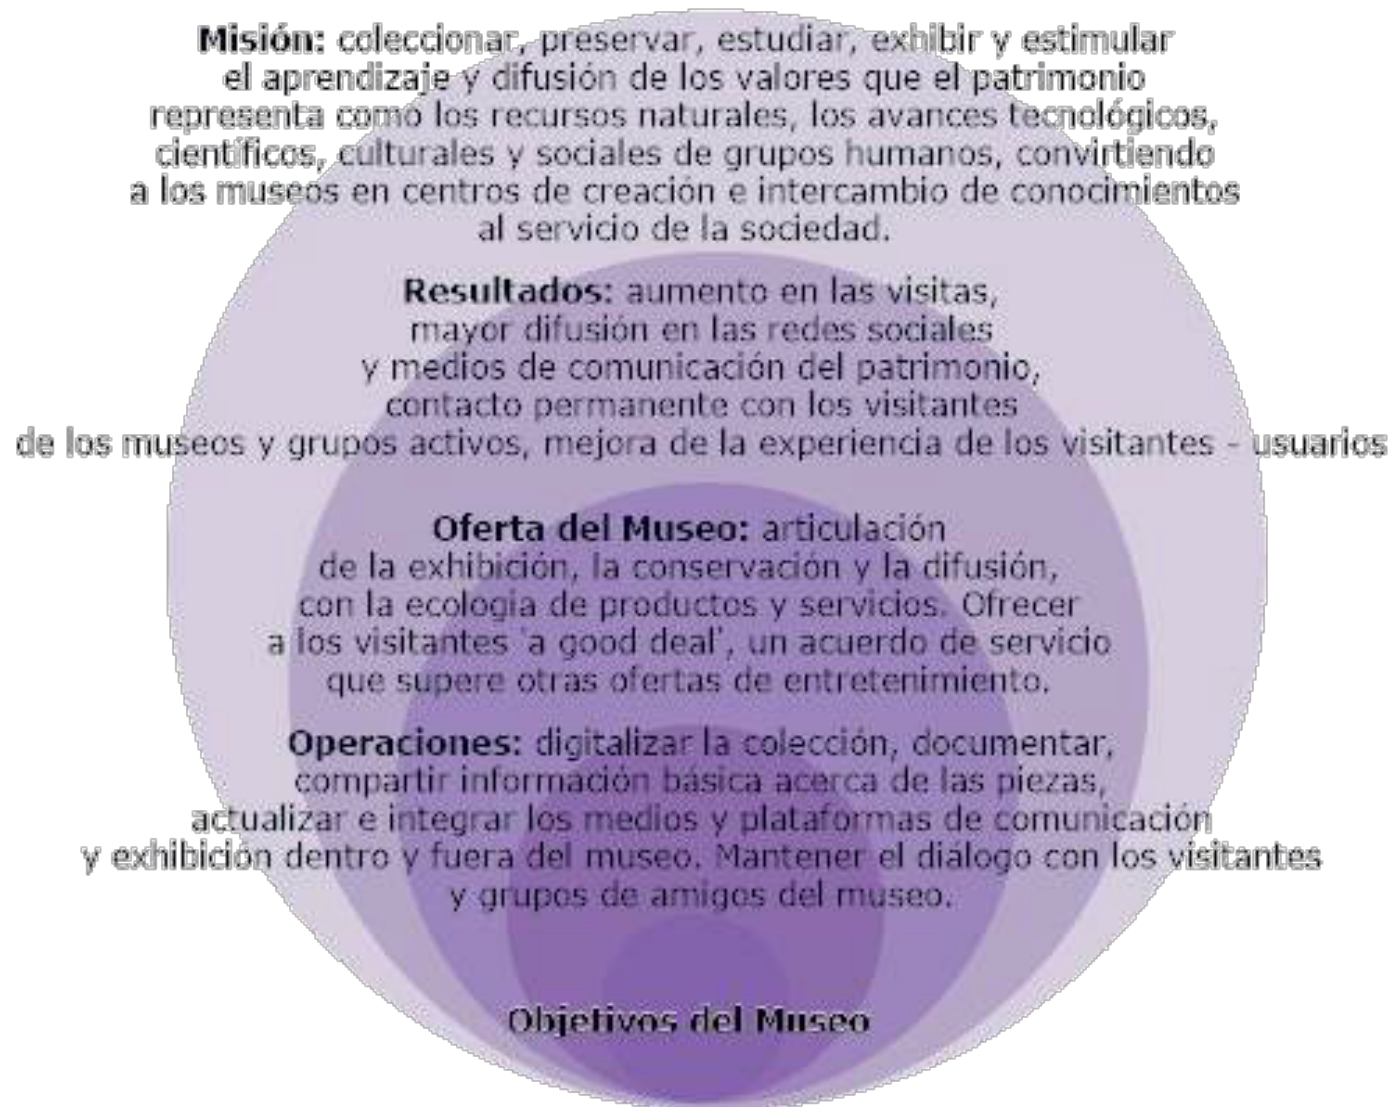 Misión: coleccionar, preservar, estudiar, exhibir y estimular
el aprendizaje y difusión de los valores que el patrimonio
representa como los recursos naturales, los avances tecnológicos,
científicos, culturales y sociales de grupos humanos, convirtiendo
a los museos en centros de creación e intercambio de conocimientos
al servicio de la sociedad.
Resultados: aumento en las visitas,
mayor difusión en las redes sociales
y medios de comunicación del patrimonio,
contacto permanente con los visitantes
de los museos y grupos activos, mejora de la experiencia de los visitantes - usuarios
Oferta del Museo: articulación
de la exhibición, la conservación y la difusión,
con la ecologia de productos y servicios. Ofrecer
a los visitantes 'a good deal', un acuerdo de servicio
que supere otras ofertas de entretenimiento.
Operaciones: digitalizar la colección, documentar,
compartir información básica acerca de las piezas,
actualizar e integrar los medios y plataformas de comunicación
y exhibición dentro y fuera del museo. Mantener el diálogo con los visitantes
y grupos de amigos del museo.
Objetivos del Museo